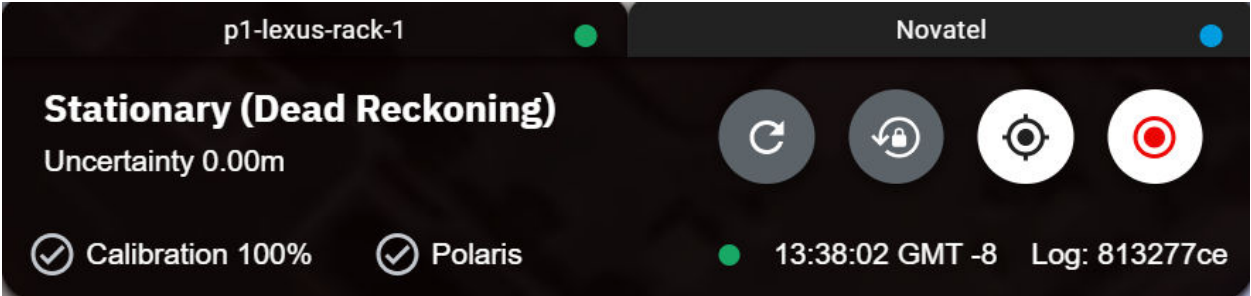 p1-lexus-rack-1
Novatel
Stationary (Dead Reckoning)
Uncertainty 0.00m
Calibration 100%
Polaris
13:38:02 GMT -8
Log: 813277ce